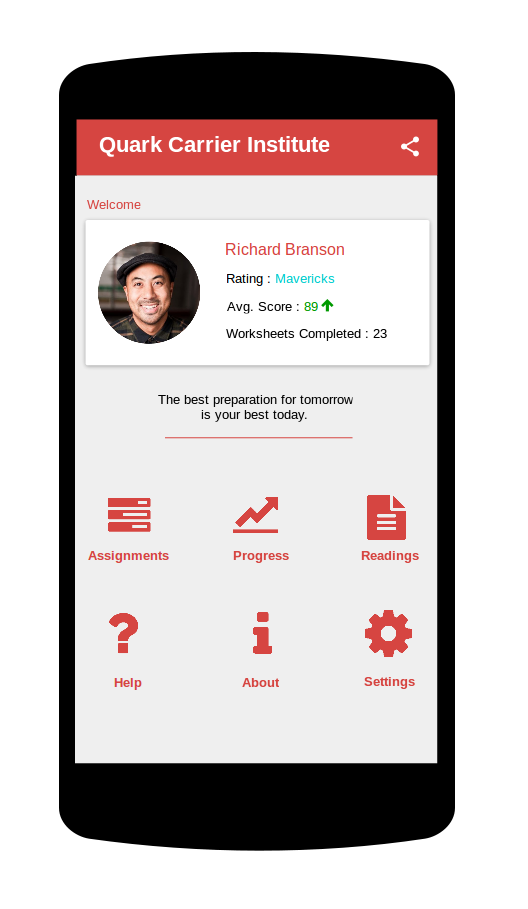 Quark Carrier Institute
Welcome
Richard Branson
Rating : Mavericks
Avg. Score : 89
Worksheets Completed : 23
The best preparation for tomorrow
is your best today.
Assignments Progress Readings
Help About Settings